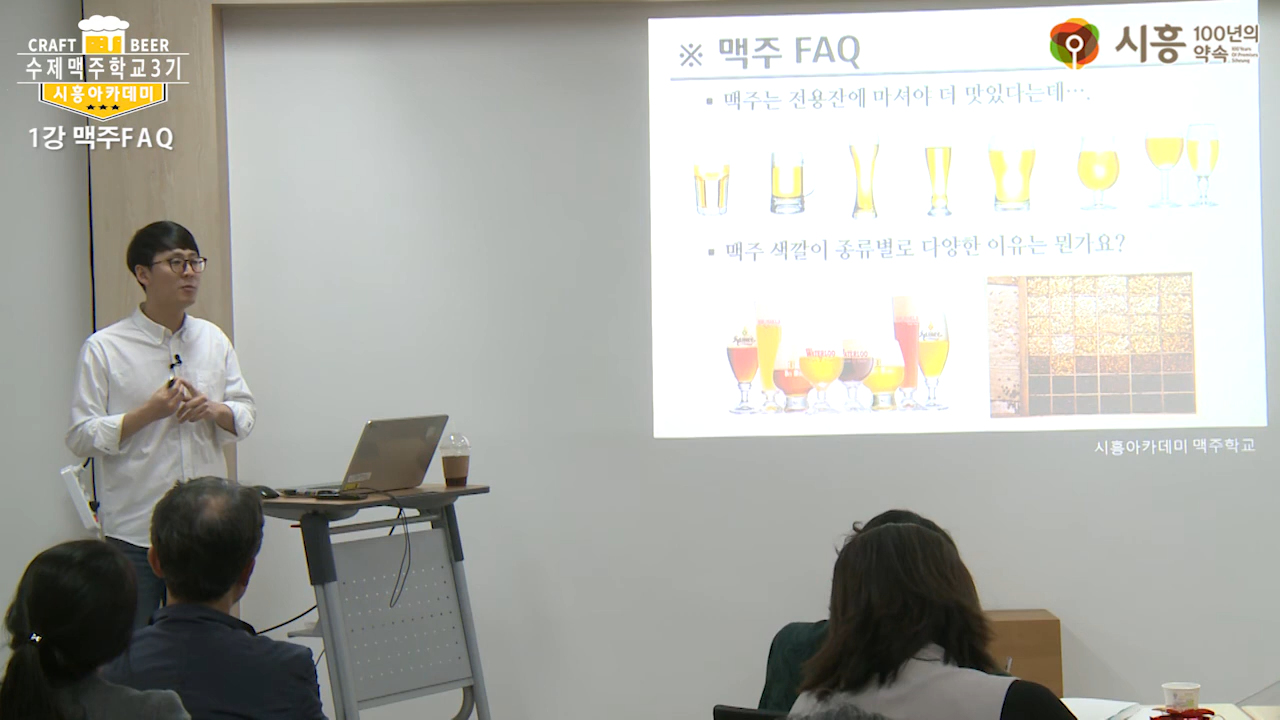 CRAFT BEER
수제맥주학교3기
시흥아카데미
1강 맥주FAQ
※ 맥주 FAQ
시흥 100년의 약속
▪ 맥주는 전용잔에 마셔야 더 맛있다는데….
▪ 맥주 색깔이 종류별로 다양한 이유는 뭔가요?
WATERLOO
시흥아카데미 맥주학교